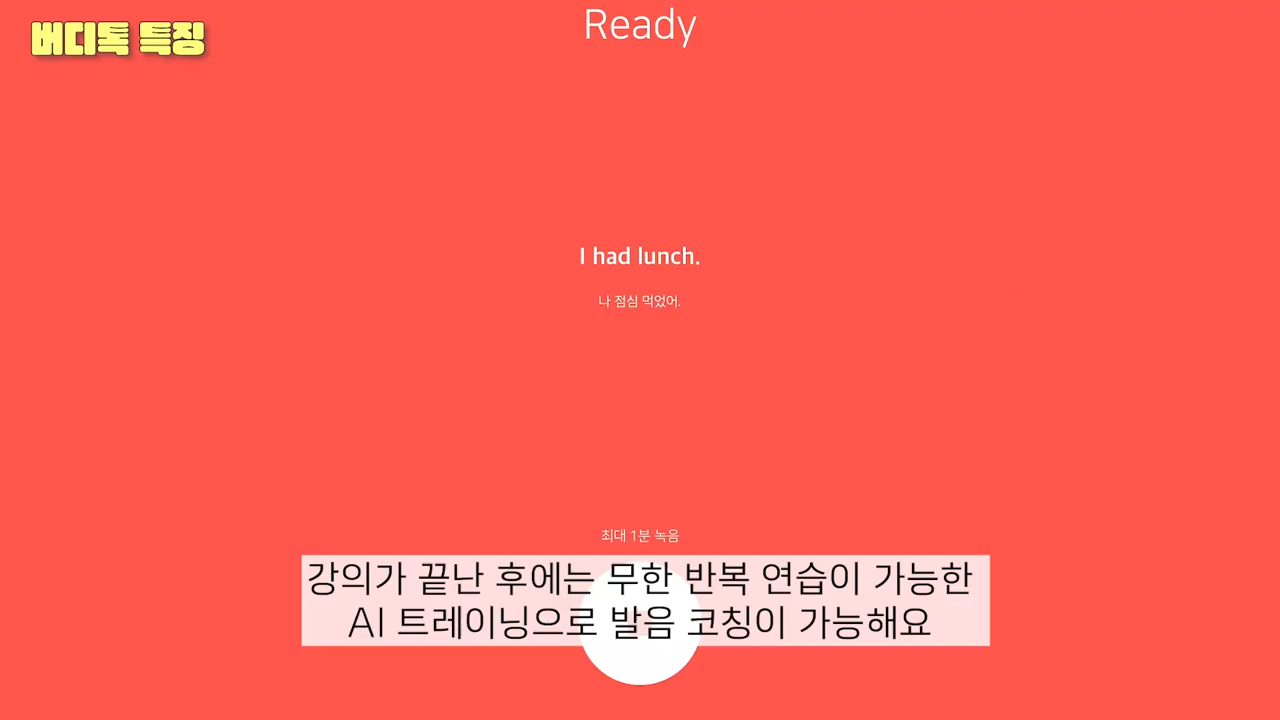 버디톡 특징
Ready
I had lunch.
나 점심 먹었어.
최대 1분 녹음
강의가 끝난 후에는 무한 반복 연습이 가능한
AI 트레이닝으로 발음 코칭이 가능해요